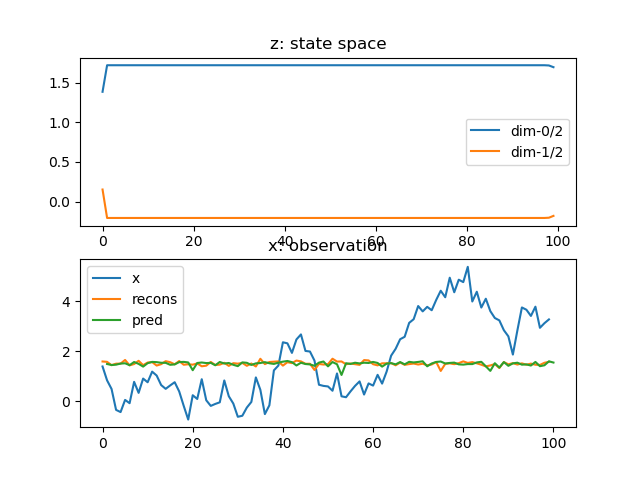 z: state space
1.5
1.0
0.5
0.0
dim-0/2
dim-1/2
0 20 40 60 80 100
x: observation
4
2
0
x
recons
pred
0 20 40 60 80 100